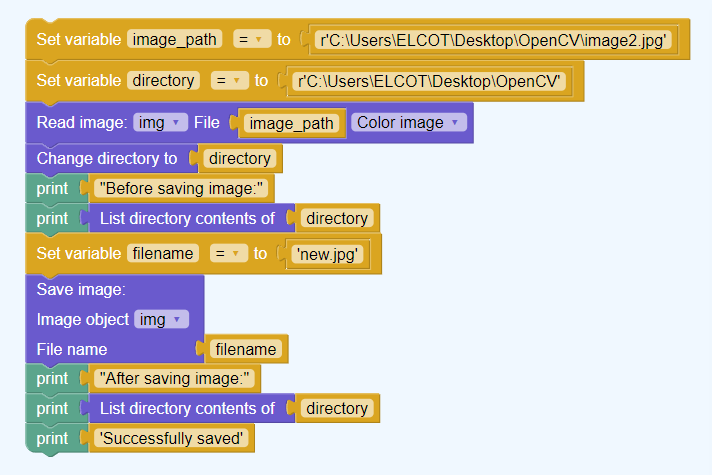 Set variable image_path = to r'C:\Users\ELCOT\Desktop\OpenCV\image2.jpg'
Set variable directory = to r'C:\Users\ELCOT\Desktop\OpenCV'
Read image: img File image_path Color image
Change directory to directory
print "Before saving image:"
print List directory contents of directory
Set variable filename = to 'new.jpg'
Save image:
Image object img
File name filename
print "After saving image:"
print List directory contents of directory
print 'Successfully saved'